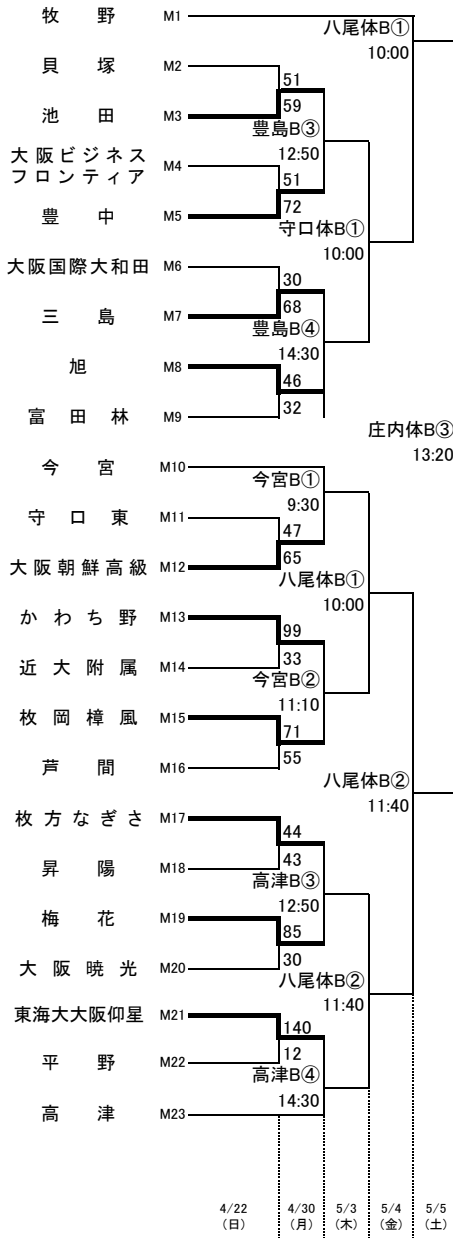 牧野 M1
八尾体B①
10:00
貝塚 M2
51
池田 M3
59
豊島B③
12:50
大阪ビジネス
フロンティア M4
51
豊中 M5
72
守口体B①
10:00
大阪国際大和田 M6
30
三島 M7
68
豊島B④
14:30
旭 M8
46
富田林 M9
32
庄内体B③
13:20
今宮 M10
今宮B①
9:30
守口東 M11
47
大阪朝鮮高級 M12
65
八尾体B①
10:00
かわち野 M13
99
近大附属 M14
33
今宮B②
11:10
枚岡樟風 M15
71
芦間 M16
55
八尾体B②
11:40
枚方なぎさ M17
44
昇陽 M18
43
高津B③
12:50
梅花 M19
85
大阪暁光 M20
30
八尾体B②
11:40
東海大大阪仰星 M21
140
平野 M22
12
高津B④
14:30
高津 M23
4/22 4/30 5/3 5/4 5/5
(日) (月) (木) (金) (土)